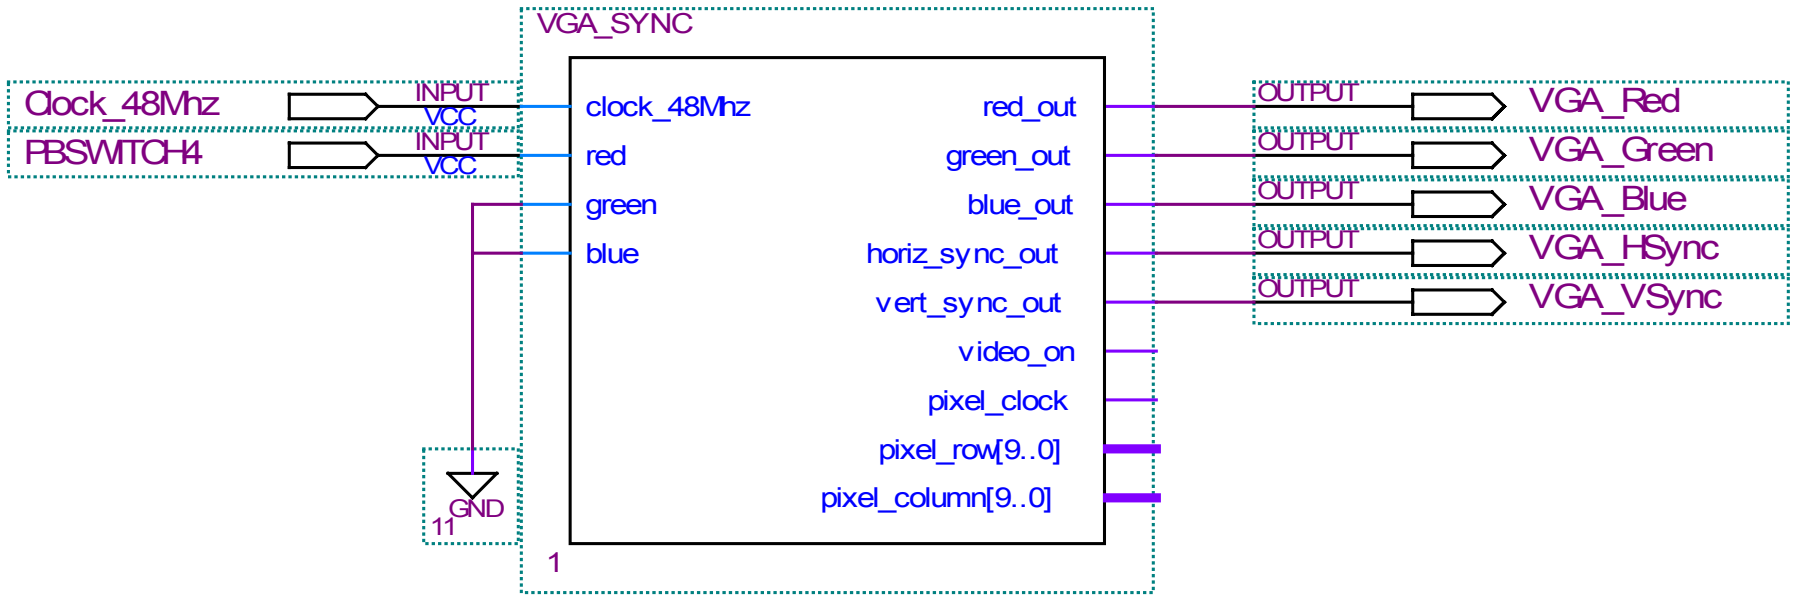 VGA_SYNC
Clock_48Mhz INPUT VCC clock_48Mhz red_out OUTPUT VGA_Red
PBSWITCH4 INPUT VCC red green_out OUTPUT VGA_Green
green blue_out OUTPUT VGA_Blue
blue horiz_sync_out OUTPUT VGA_HSync
vert_sync_out OUTPUT VGA_VSync
video_on
pixel_clock
pixel_row[9..0]
pixel_column[9..0]
GND
11
1